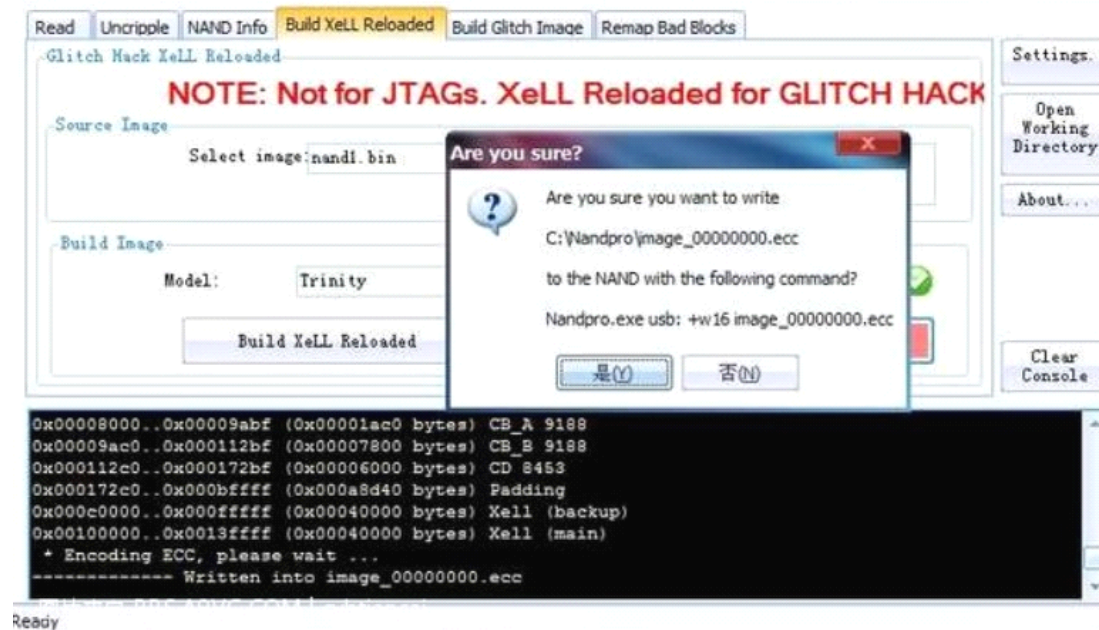 Read Uncripple NAND Info Build XeLL Reloaded Build Glitch Image Remap Bad Blocks
Glitch Hack XeLL Reloaded
NOTE: Not for JTAGs. XeLL Reloaded for GLITCH HACK
Source Image
Select image: nand1.bin
Build Image
Model: Trinity
Build XeLL Reloaded
Are you sure?
Are you sure you want to write
C:\Nandpro\image_00000000.ecc
to the NAND with the following command?
Nandpro.exe usb: +w16 image_00000000.ecc
是(Y) 否(N)
Settings.
Open
Working
Directory
About...
Clear
Console
0x00008000..0x00009abf (0x00001ac0 bytes) CB_A 9188
0x00009ac0..0x000112bf (0x00007800 bytes) CB_B 9188
0x000112c0..0x000172bf (0x00006000 bytes) CD 8453
0x000172c0..0x000bffff (0x000a8d40 bytes) Padding
0x000c0000..0x000fffff (0x00040000 bytes) Xell (backup)
0x00100000..0x0013ffff (0x00040000 bytes) Xell (main)
* Encoding ECC, please wait ...
------------- Written into image_00000000.ecc
Ready